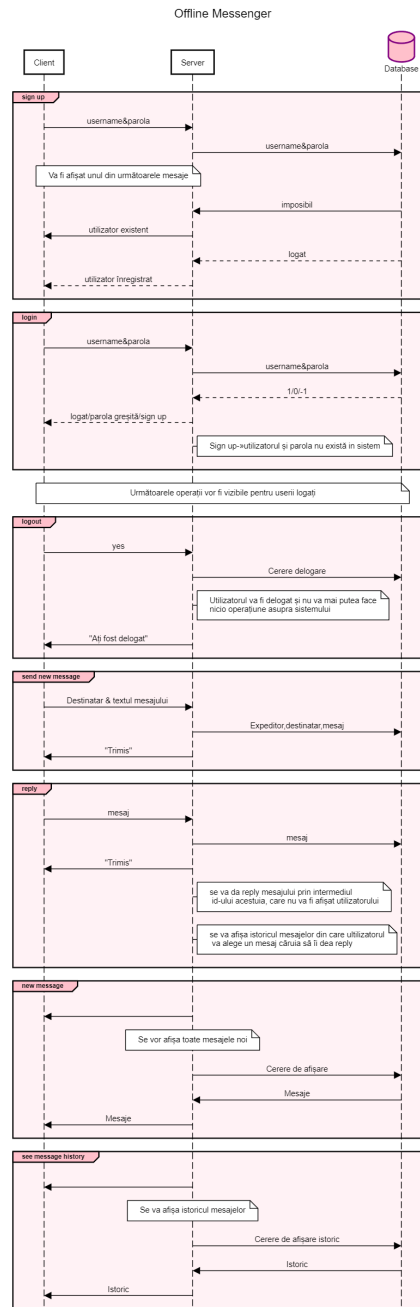 Offline Messenger
Client
Server
Database
sign up
username&parola
username&parola
Va fi afișat unul din următoarele mesaje
imposibil
utilizator existent
logat
utilizator înregistrat
login
username&parola
username&parola
1/0/-1
logat/parola greșită/sign up
Sign up->utilizatorul și parola nu există in sistem
Următoarele operații vor fi vizibile pentru userii logați
logout
yes
Cerere delogare
Utilizatorul va fi delogat și nu va mai putea face
nicio operațiune asupra sistemului
"Ați fost delogat"
send new message
Destinatar & textul mesajului
Expeditor,destinatar,mesaj
"Trimis"
reply
mesaj
mesaj
"Trimis"
se va da reply mesajului prin intermediul
id-ului acestuia, care nu va fi afișat utilizatorului
se va afișa istoricul mesajelor din care ultilizatorul
va alege un mesaj căruia să îi dea reply
new message
Se vor afișa toate mesajele noi
Cerere de afișare
Mesaje
Mesaje
see message history
Se va afișa istoricul mesajelor
Cerere de afișare istoric
Istoric
Istoric